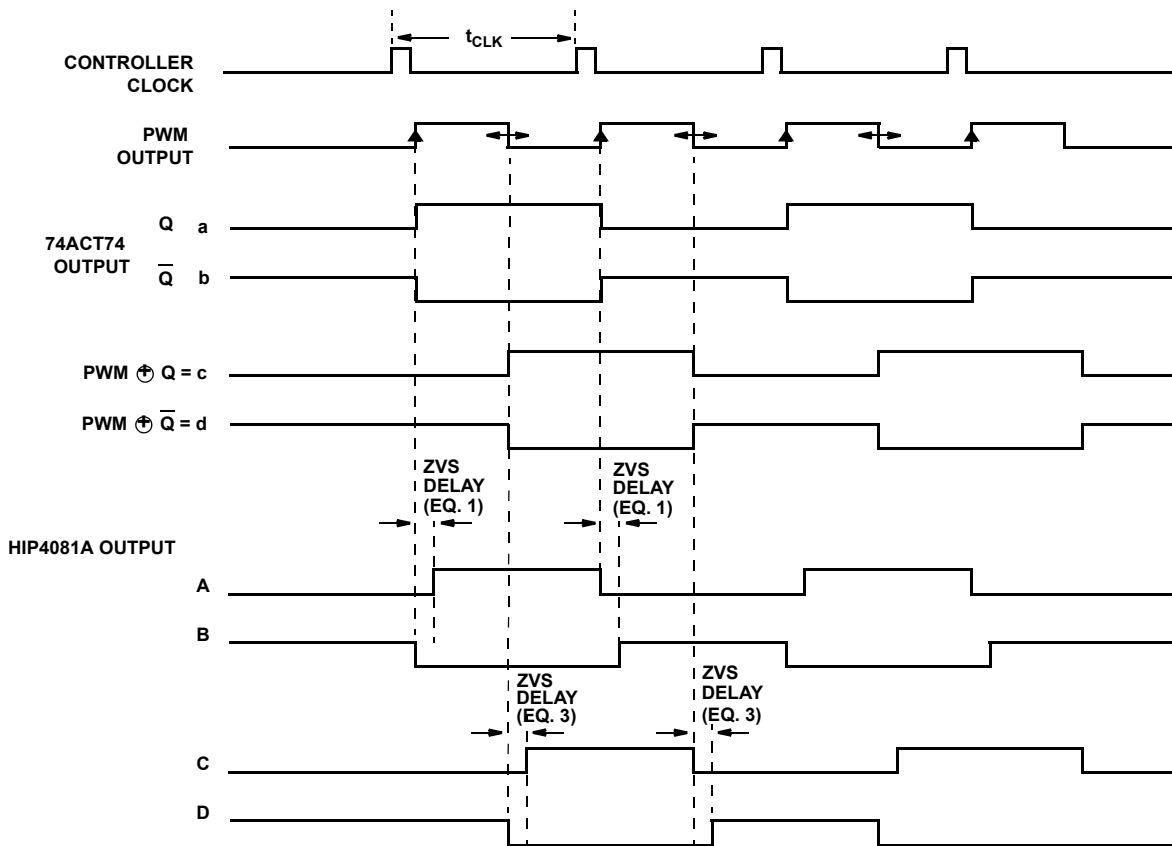 t_CLK
CONTROLLER
CLOCK
PWM
OUTPUT
Q a
74ACT74
OUTPUT
Q̅ b
PWM ⊕ Q = c
PWM ⊕ Q̅ = d
ZVS
DELAY
(EQ. 1)
ZVS
DELAY
(EQ. 1)
HIP4081A OUTPUT
A
B
ZVS
DELAY
(EQ. 3)
ZVS
DELAY
(EQ. 3)
C
D